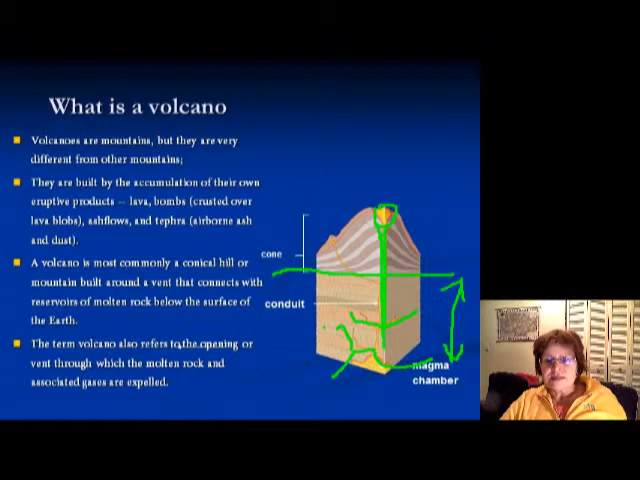 What is a volcano
Volcanoes are mountains, but they are very
different from other mountains;
They are built by the accumulation of their own
eruptive products – lava, bombs (crusted over
lava blobs), ashflows, and tephra (airborne ash
and dust).
A volcano is most commonly a conical hill or
mountain built around a vent that connects with
reservoirs of molten rock below the surface of
the Earth.
The term volcano also refers to the opening or
vent through which the molten rock and
associated gases are expelled.
cone
conduit
magma
chamber